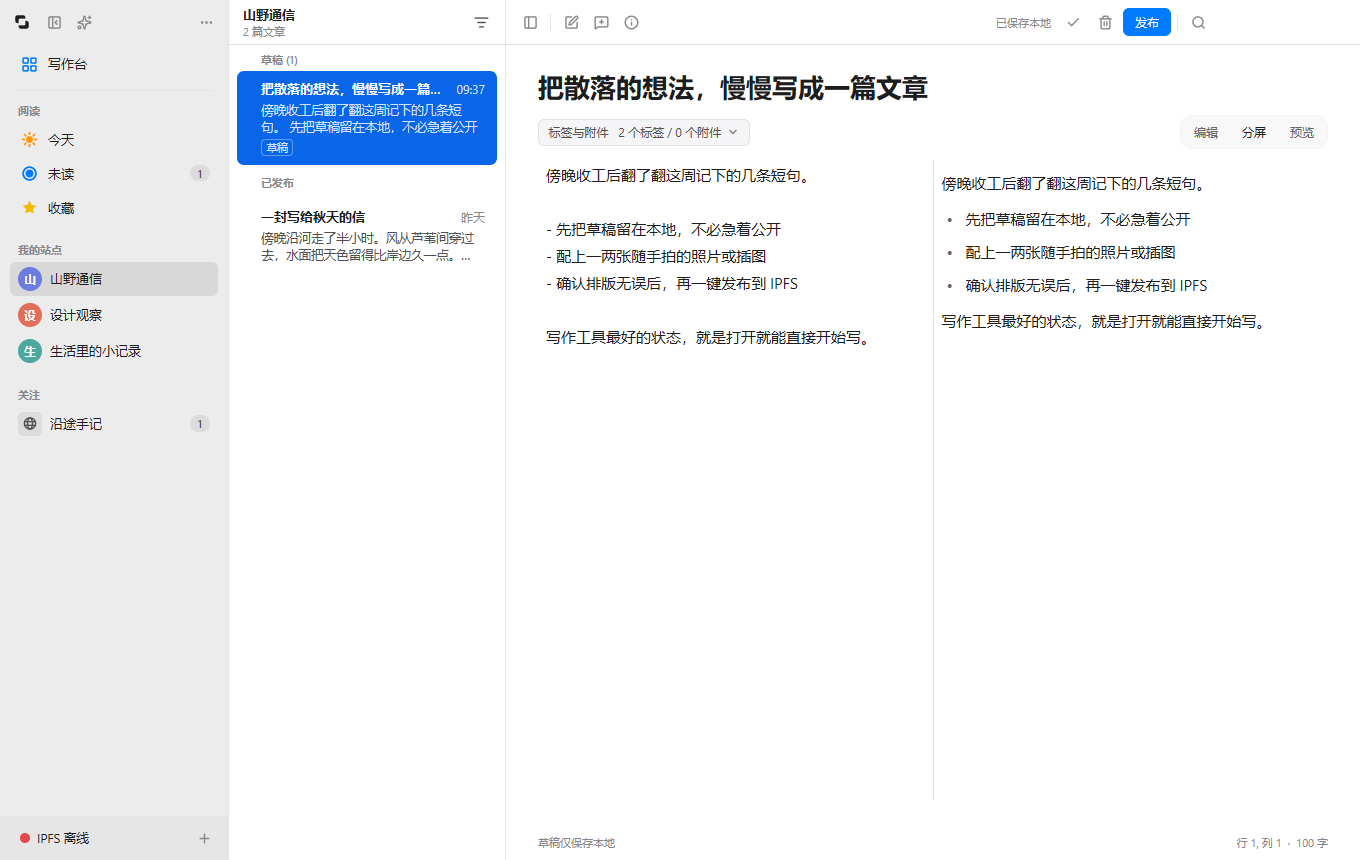 写作台
阅读
今天
未读 1
收藏
我的站点
山 山野通信
设 设计观察
生 生活里的小记录
关注
沿途手记 1
IPFS 离线
山野通信
2 篇文章
草稿 (1)
把散落的想法，慢慢写成一篇... 09:37
傍晚收工后翻了翻这周记下的几条短
句。 先把草稿留在本地，不必急着公开
草稿
已发布
一封写给秋天的信 昨天
傍晚沿河走了半小时。风从芦苇间穿过
去，水面把天色留得比岸边久一点。...
已保存本地 发布
把散落的想法，慢慢写成一篇文章
标签与附件 2 个标签 / 0 个附件
编辑 分屏 预览
傍晚收工后翻了翻这周记下的几条短句。
- 先把草稿留在本地，不必急着公开
- 配上一两张随手拍的照片或插图
- 确认排版无误后，再一键发布到 IPFS
写作工具最好的状态，就是打开就能直接开始写。
傍晚收工后翻了翻这周记下的几条短句。
• 先把草稿留在本地，不必急着公开
• 配上一两张随手拍的照片或插图
• 确认排版无误后，再一键发布到 IPFS
写作工具最好的状态，就是打开就能直接开始写。
草稿仅保存本地
行 1, 列 1 · 100 字